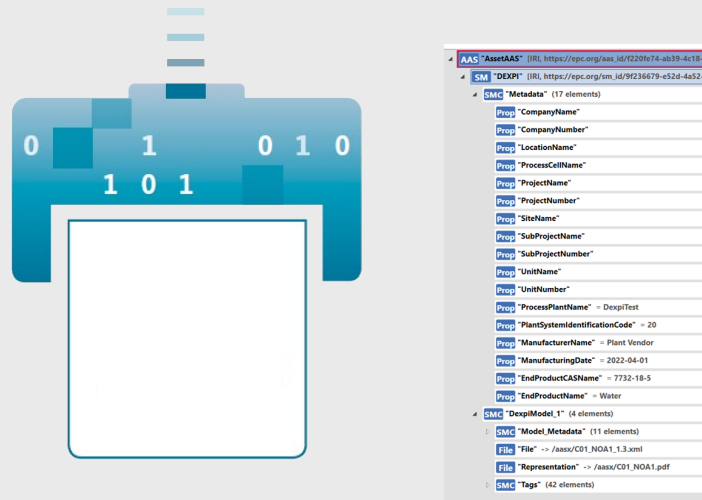 0 1 0 1 0
1 0 1
AAS "AssetAAS" [IRI, https://epc.org/aas_id/f220fe74-ab39-4c18-
SM "DEXPI" [IRI, https://epc.org/sm_id/9f236679-e52d-4a52-
SMC "Metadata" (17 elements)
Prop "CompanyName"
Prop "CompanyNumber"
Prop "LocationName"
Prop "ProcessCellName"
Prop "ProjectName"
Prop "ProjectNumber"
Prop "SiteName"
Prop "SubProjectName"
Prop "SubProjectNumber"
Prop "UnitName"
Prop "UnitNumber"
Prop "ProcessPlantName" = DexpiTest
Prop "PlantSystemIdentificationCode" = 20
Prop "ManufacturerName" = Plant Vendor
Prop "ManufacturingDate" = 2022-04-01
Prop "EndProductCASName" = 7732-18-5
Prop "EndProductName" = Water
SMC "DexpiModel_1" (4 elements)
SMC "Model_Metadata" (11 elements)
File "File" -> /aasx/C01_NOA1_1.3.xml
File "Representation" -> /aasx/C01_NOA1.pdf
SMC "Tags" (42 elements)